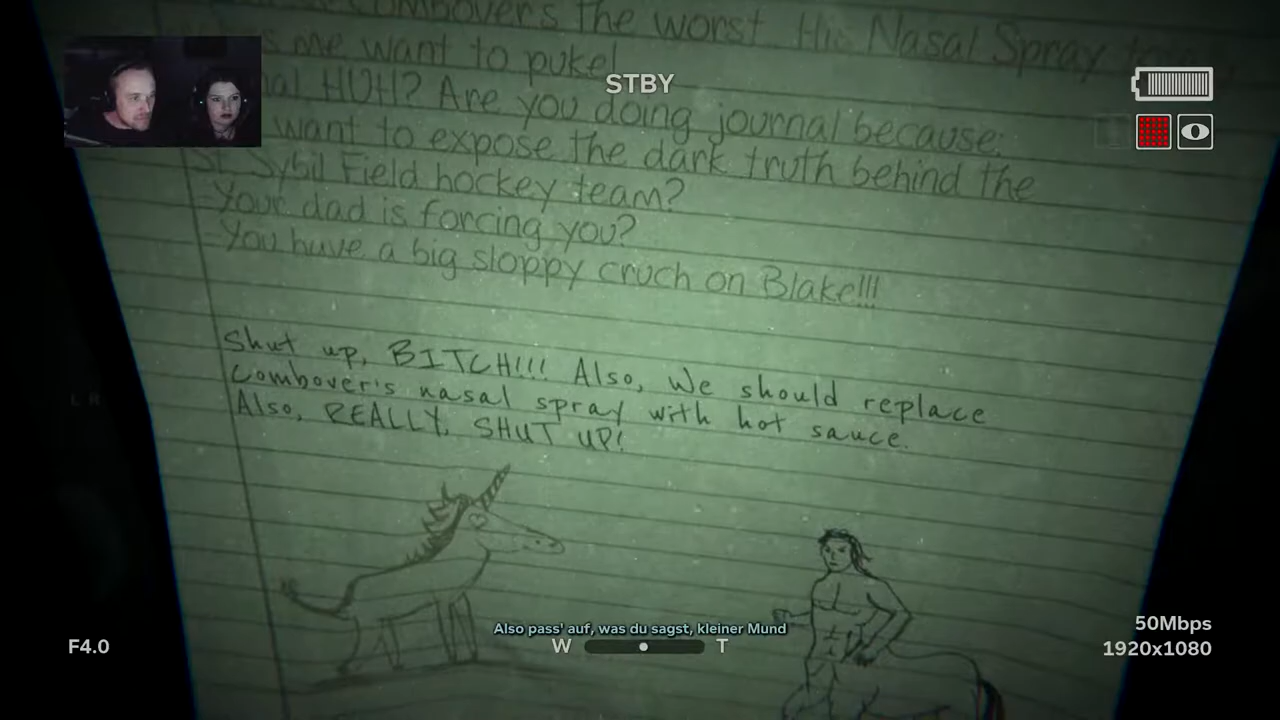 Combover's the worst. His Nasal Spray
s me want to puke!
STBY
nal HUH? Are you doing journal because:
want to expose the dark truth behind the
St. Sybil Field hockey team?
Your dad is forcing you?
You have a big sloppy cruch on Blake!!!
Shut up, BITCH!!! Also, We should replace
Combover's nasal spray with hot sauce.
Also, REALLY, SHUT UP!
Also pass' auf, was du sagst, kleiner Mund
W T
F4.0
50Mbps
1920x1080